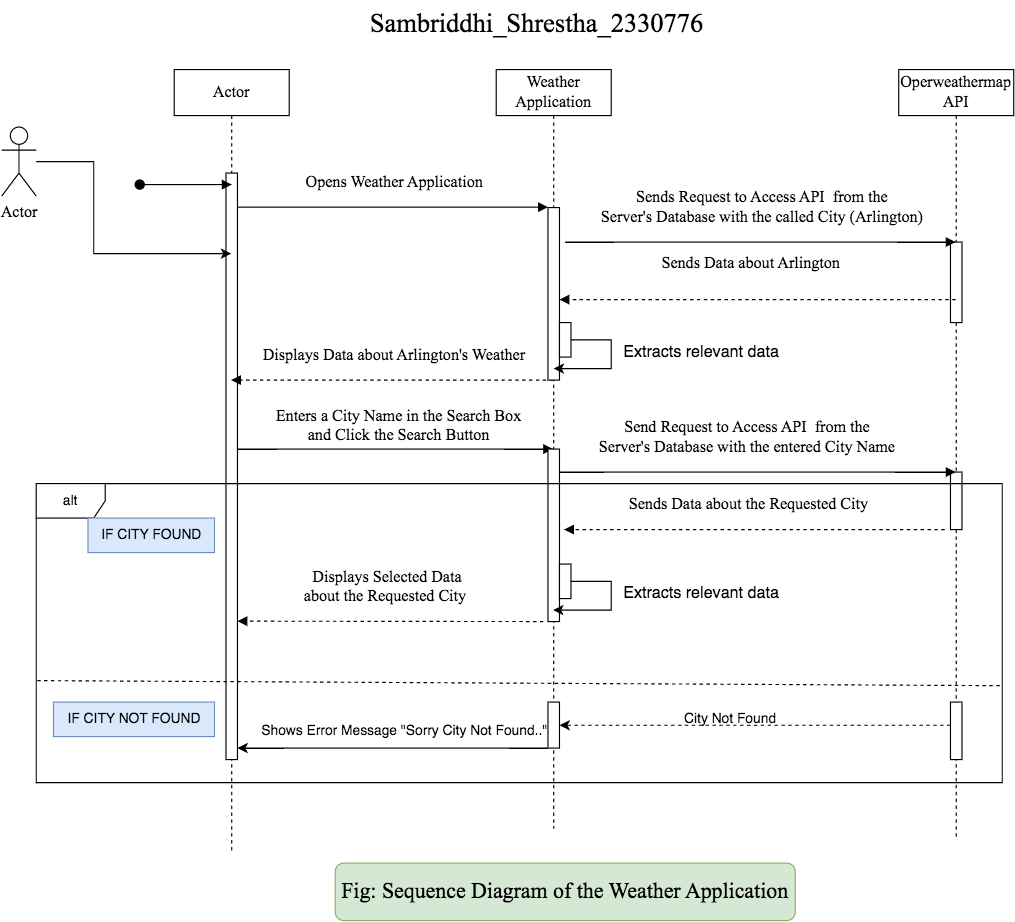 Sambriddhi_Shrestha_2330776
Actor
Weather
Application
Operweathermap
API
Actor
Opens Weather Application
Sends Request to Access API from the
Server's Database with the called City (Arlington)
Sends Data about Arlington
Extracts relevant data
Displays Data about Arlington's Weather
Enters a City Name in the Search Box
and Click the Search Button
Send Request to Access API from the
Server's Database with the entered City Name
alt
Sends Data about the Requested City
IF CITY FOUND
Displays Selected Data
about the Requested City
Extracts relevant data
IF CITY NOT FOUND
City Not Found
Shows Error Message "Sorry City Not Found.."
Fig: Sequence Diagram of the Weather Application